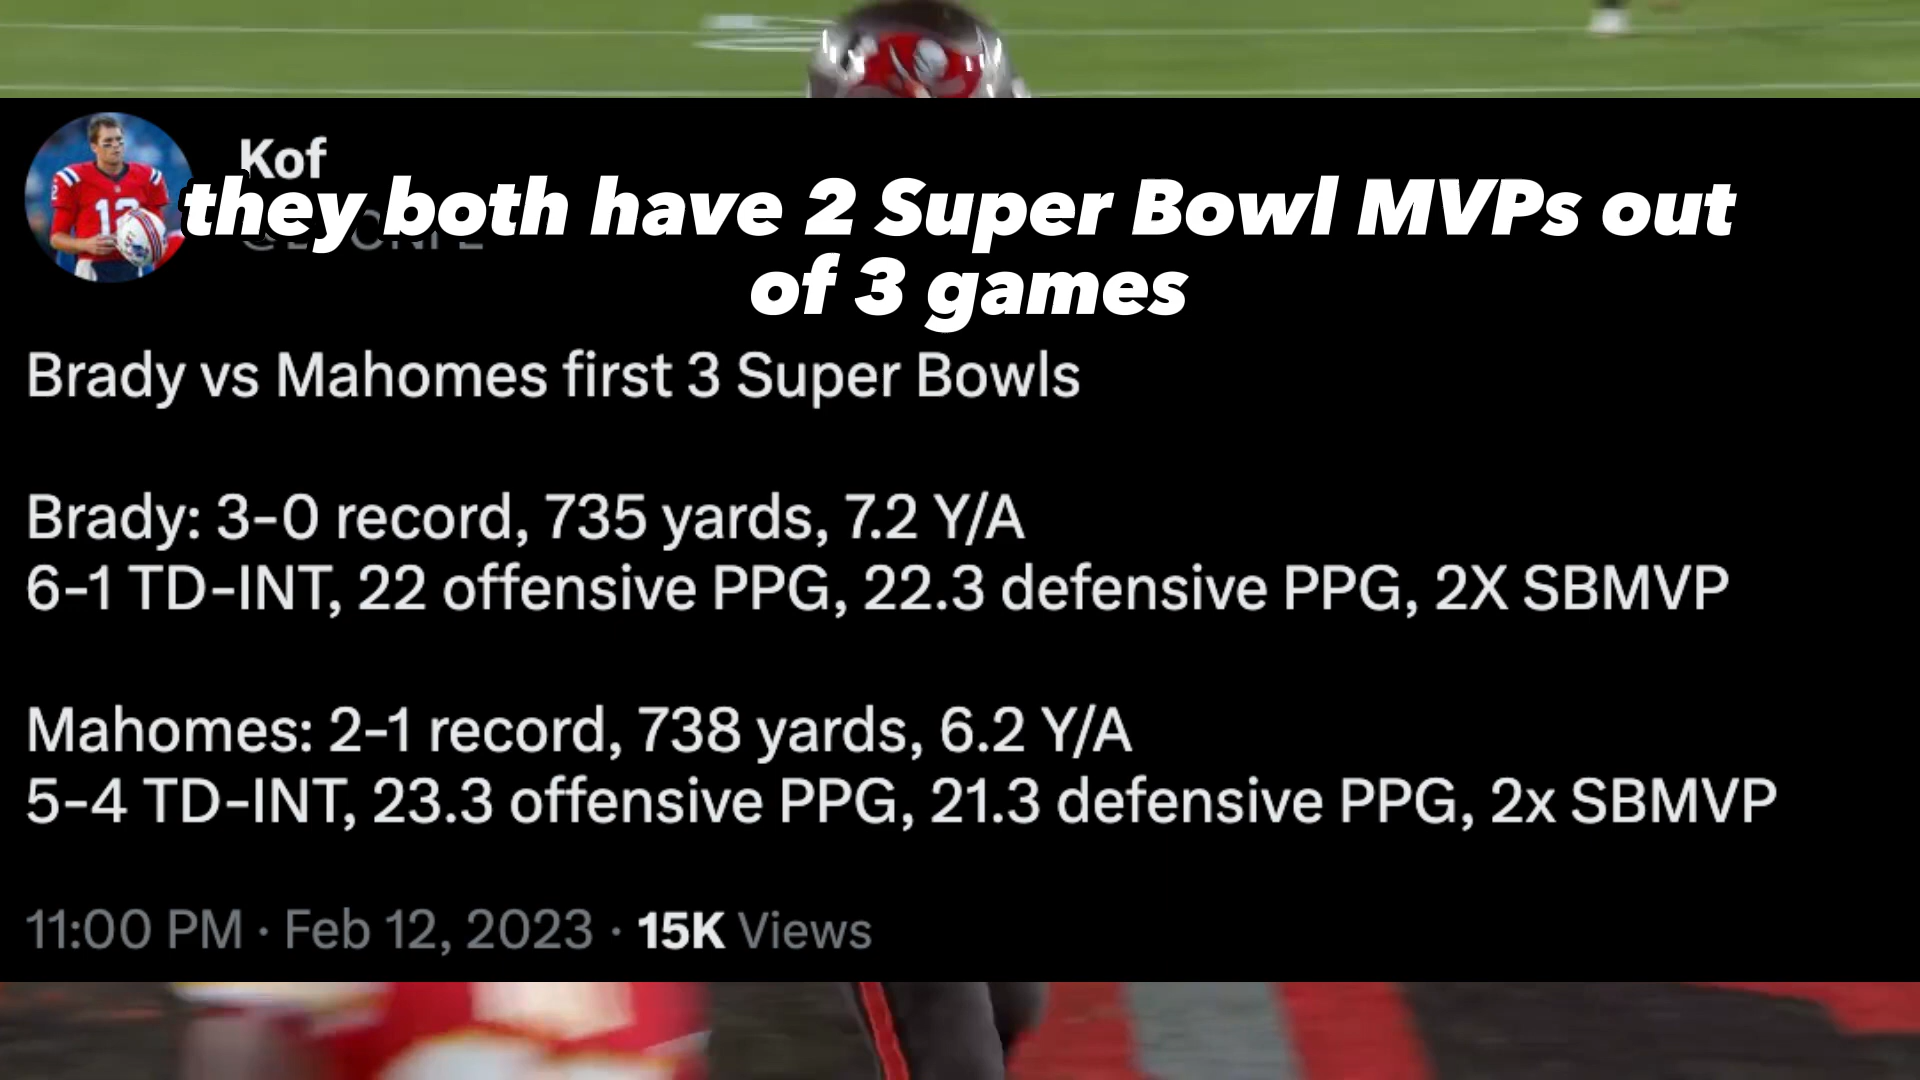 Kof
they both have 2 Super Bowl MVPs out
of 3 games
Brady vs Mahomes first 3 Super Bowls
Brady: 3-0 record, 735 yards, 7.2 Y/A
6-1 TD-INT, 22 offensive PPG, 22.3 defensive PPG, 2X SBMVP
Mahomes: 2-1 record, 738 yards, 6.2 Y/A
5-4 TD-INT, 23.3 offensive PPG, 21.3 defensive PPG, 2x SBMVP
11:00 PM · Feb 12, 2023 · 15K Views